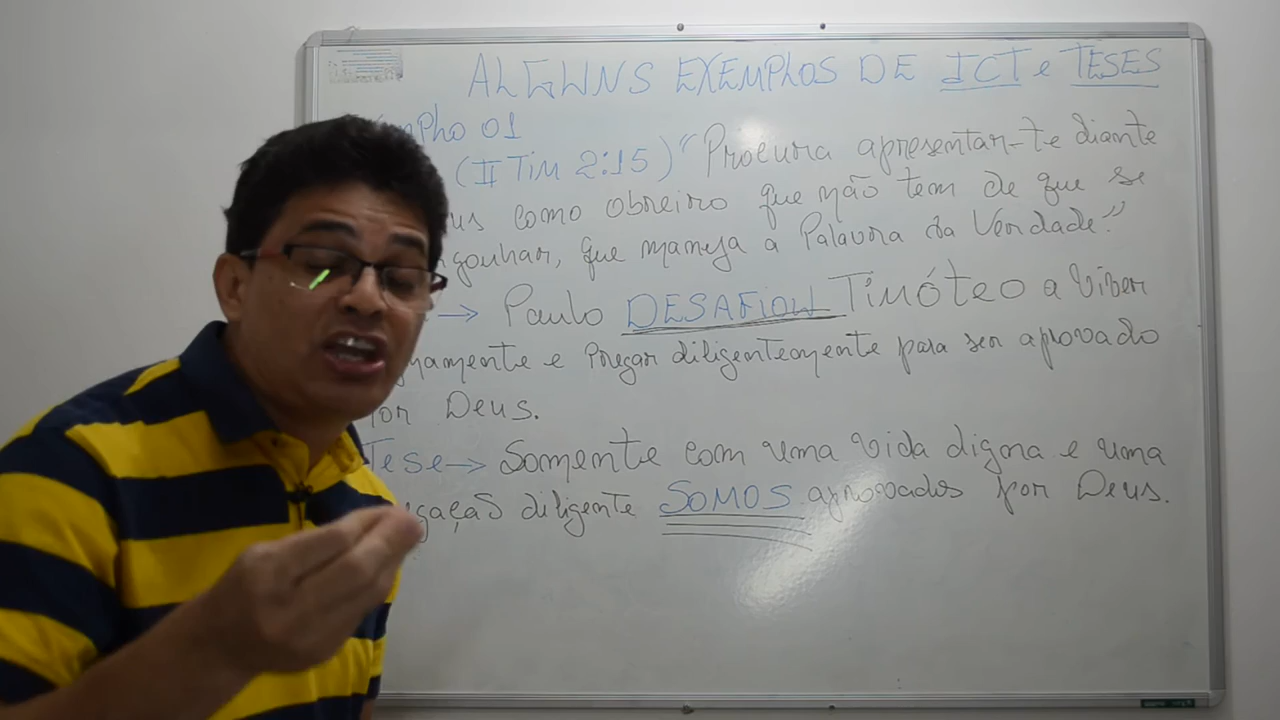 ALGUNS EXEMPLOS DE ICT e TESES
mplo 01
(II Tim 2:15) "Procura apresentar-te diante
us como obreiro que não tem de que se
rgonhar, que maneja a Palavra da Verdade."
→ Paulo DESAFIOU Timóteo a viver
namente e pregar diligentemente para ser aprovado
por Deus.
Tese → Somente com uma vida digna e uma
gação diligente SOMOS aprovados por Deus.